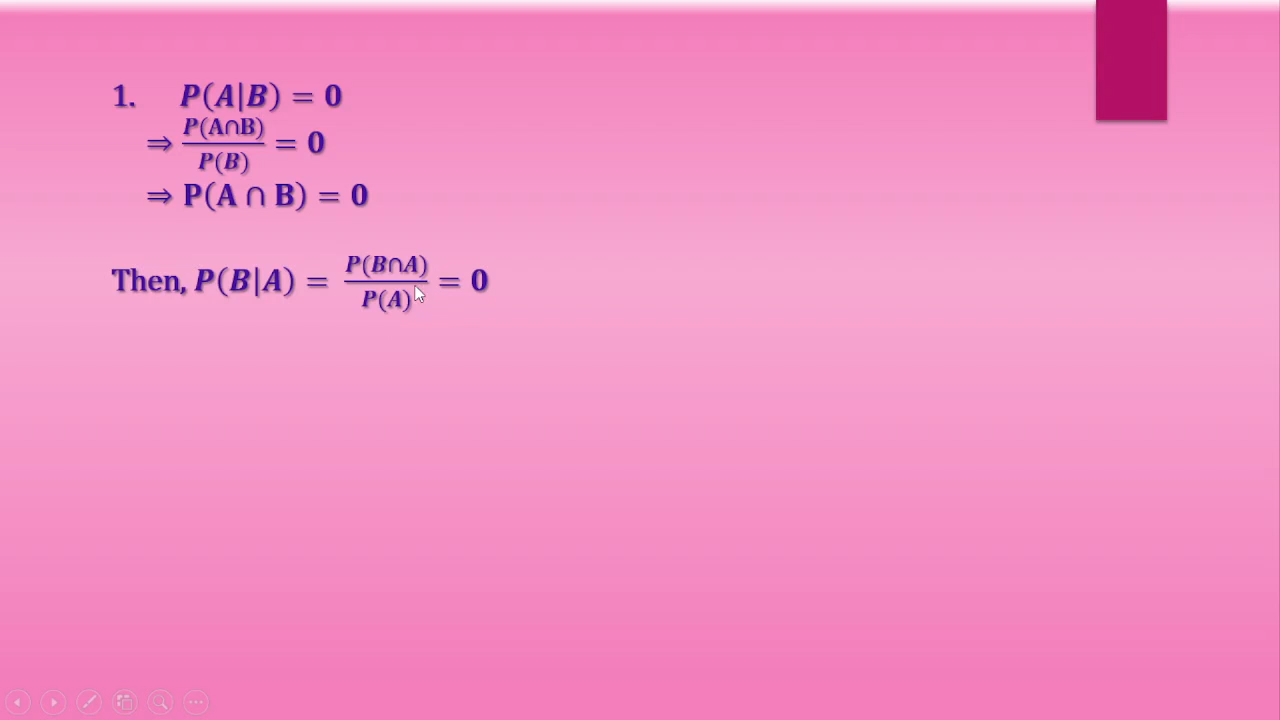 1. P(A|B) = 0
⇒ P(A∩B)/P(B) = 0
⇒ P(A ∩ B) = 0
Then, P(B|A) = P(B∩A)/P(A) = 0